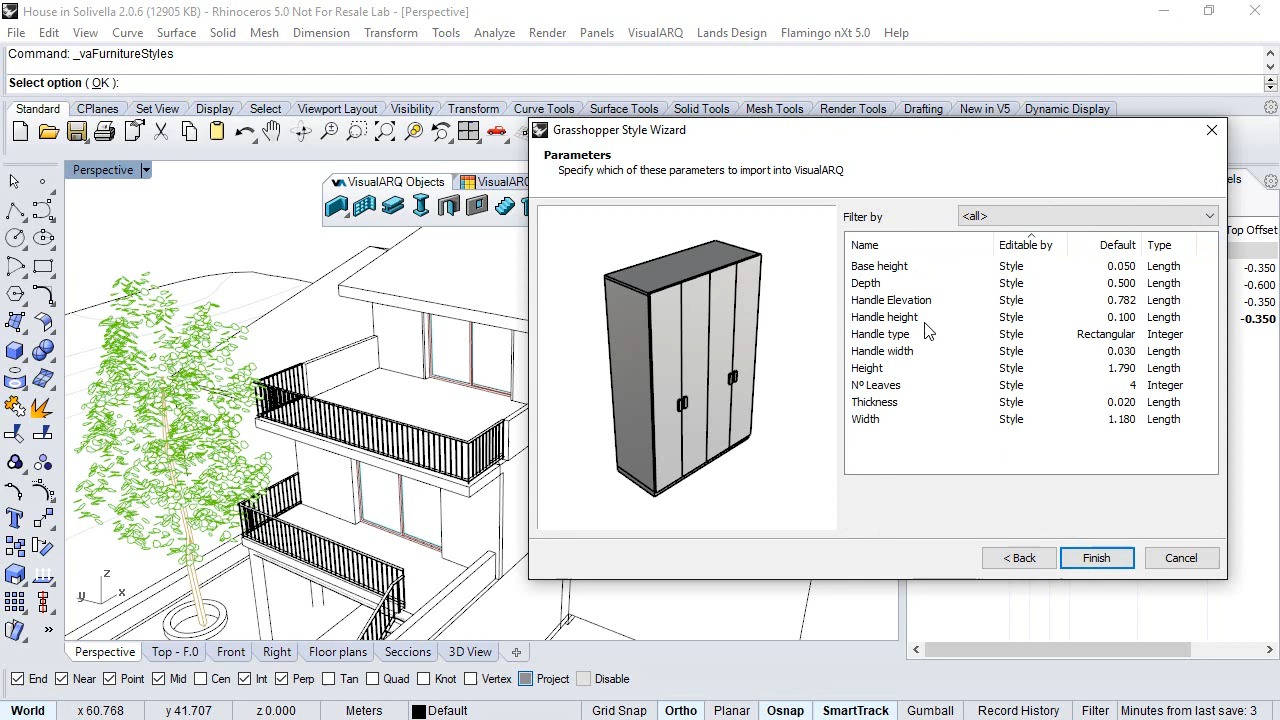 House in Solivella 2.0.6 (12905 KB) - Rhinoceros 5.0 Not For Resale Lab - [Perspective]
File Edit View Curve Surface Solid Mesh Dimension Transform Tools Analyze Render Panels VisualARQ Lands Design Flamingo nXt 5.0 Help
Command: _vaFurnitureStyles
Select option ( OK ):
Standard CPlanes Set View Display Select Viewport Layout Visibility Transform Curve Tools Surface Tools Solid Tools Mesh Tools Render Tools Drafting New in V5 Dynamic Display
Grasshopper Style Wizard
Parameters
Specify which of these parameters to import into VisualARQ
Perspective
VisualARQ Objects VisualARQ
els
Filter by <all>
Top Offset
Name Editable by Default Type
Base height Style 0.050 Length
-0.350
Depth Style 0.500 Length
-0.600
Handle Elevation Style 0.782 Length
-0.350
Handle height Style 0.100 Length
-0.350
Handle type Style Rectangular Integer
Handle width Style 0.030 Length
Height Style 1.790 Length
Nº Leaves Style 4 Integer
Thickness Style 0.020 Length
Width Style 1.180 Length
< Back Finish Cancel
z
y x
Perspective Top - F.0 Front Right Floor plans Sections 3D View
End Near Point Mid Cen Int Perp Tan Quad Knot Vertex Project Disable
World x 60.768 y 41.707 z 0.000 Meters Default Grid Snap Ortho Planar Osnap SmartTrack Gumball Record History Filter Minutes from last save: 3